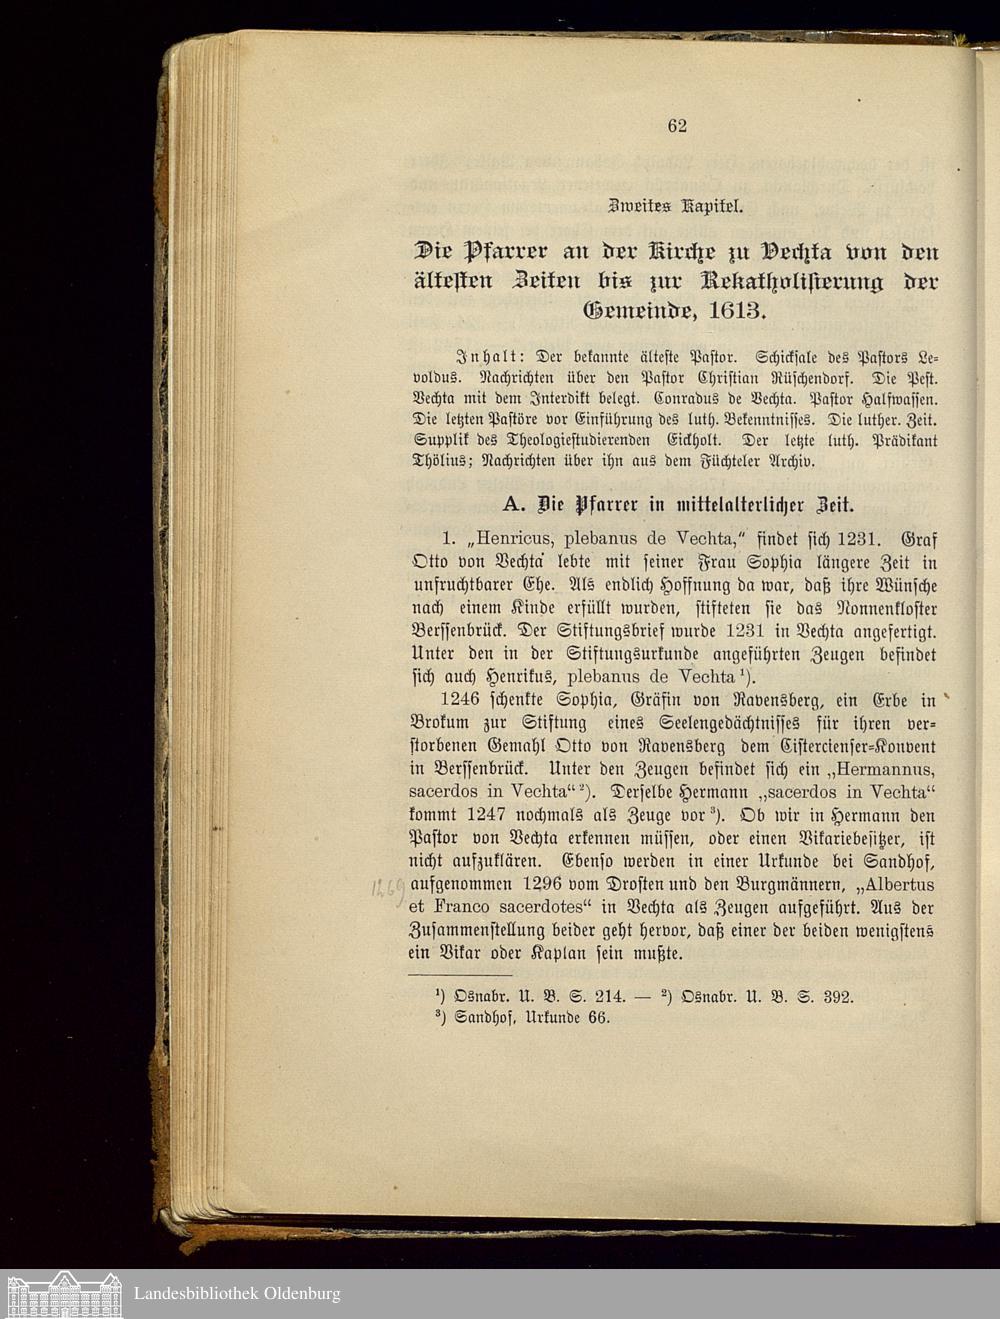 62
Zweites Kapitel.
Die Pfarrer an der Kirche zu Vechta von den
ältesten Zeiten bis zur Rekatholisierung der
Gemeinde, 1613.
Inhalt: Der bekannte älteste Pastor. Schicksale des Pastors Le-
voldus. Nachrichten über den Pastor Christian Rüschendorf. Die Pest.
Vechta mit dem Interdikt belegt. Conradus de Vechta. Pastor Halfwassen.
Die letzten Pastöre vor Einführung des luth. Bekenntnisses. Die luther. Zeit.
Supplik des Theologiestudierenden Eickholt. Der letzte luth. Prädikant
Thölius; Nachrichten über ihn aus dem Füchteler Archiv.
A. Die Pfarrer in mittelalterlicher Zeit.
1. „Henricus, plebanus de Vechta,“ findet sich 1231. Graf
Otto von Vechta lebte mit seiner Frau Sophia längere Zeit in
unfruchtbarer Ehe. Als endlich Hoffnung da war, daß ihre Wünsche
nach einem Kinde erfüllt wurden, stifteten sie das Nonnenkloster
Berssenbrück. Der Stiftungsbrief wurde 1231 in Vechta angefertigt.
Unter den in der Stiftungsurkunde angeführten Zeugen befindet
sich auch Henrikus, plebanus de Vechta ¹).
1246 schenkte Sophia, Gräfin von Ravensberg, ein Erbe in
Brokum zur Stiftung eines Seelengedächtnisses für ihren ver-
storbenen Gemahl Otto von Ravensberg dem Cistercienser-Konvent
in Berssenbrück. Unter den Zeugen befindet sich ein „Hermannus,
sacerdos in Vechta“ ²). Derselbe Hermann „sacerdos in Vechta“
kommt 1247 nochmals als Zeuge vor ³). Ob wir in Hermann den
Pastor von Vechta erkennen müssen, oder einen Vikariebesitzer, ist
nicht aufzuklären. Ebenso werden in einer Urkunde bei Sandhof,
1269
aufgenommen 1296 vom Drosten und den Burgmännern, „Albertus
et Franco sacerdotes“ in Vechta als Zeugen aufgeführt. Aus der
Zusammenstellung beider geht hervor, daß einer der beiden wenigstens
ein Vikar oder Kaplan sein mußte.
¹) Osnabr. U. B. S. 214. — ²) Osnabr. U. B. S. 392.
³) Sandhof, Urkunde 66.
Landesbibliothek Oldenburg